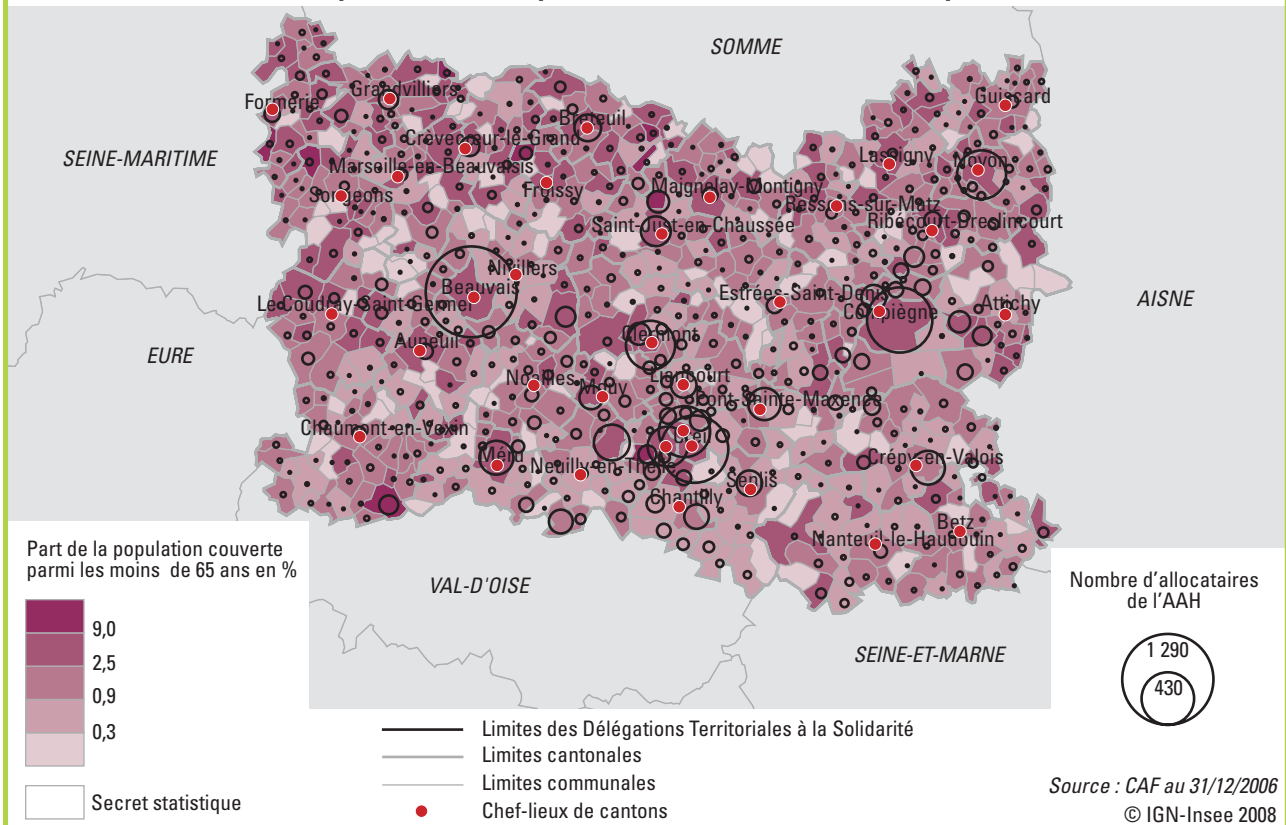 SOMME
SEINE-MARITIME
EURE
AISNE
VAL-D'OISE
SEINE-ET-MARNE
Formerie
Grandvilliers
Crèvecœur-le-Grand
Breteuil
Marseille-en-Beauvaisis
Songeons
Froissy
Maignelay-Montigny
Saint-Just-en-Chaussée
Guiscard
Lassigny
Noyon
Ressons-sur-Matz
Ribécourt-Dreslincourt
Nivillers
Beauvais
Le Coudray-Saint-Germer
Auneuil
Clermont
Estrées-Saint-Denis
Compiègne
Attichy
Noailles
Mouy
Liancourt
Pont-Sainte-Maxence
Chaumont-en-Vexin
Méru
Neuilly-en-Thelle
Creil
Chantilly
Senlis
Crépy-en-Valois
Nanteuil-le-Haudouin
Betz
Part de la population couverte
parmi les moins de 65 ans en %
9,0
2,5
0,9
0,3
Secret statistique
Limites des Délégations Territoriales à la Solidarité
Limites cantonales
Limites communales
Chef-lieux de cantons
Nombre d'allocataires
de l'AAH
1 290
430
Source : CAF au 31/12/2006
© IGN-Insee 2008